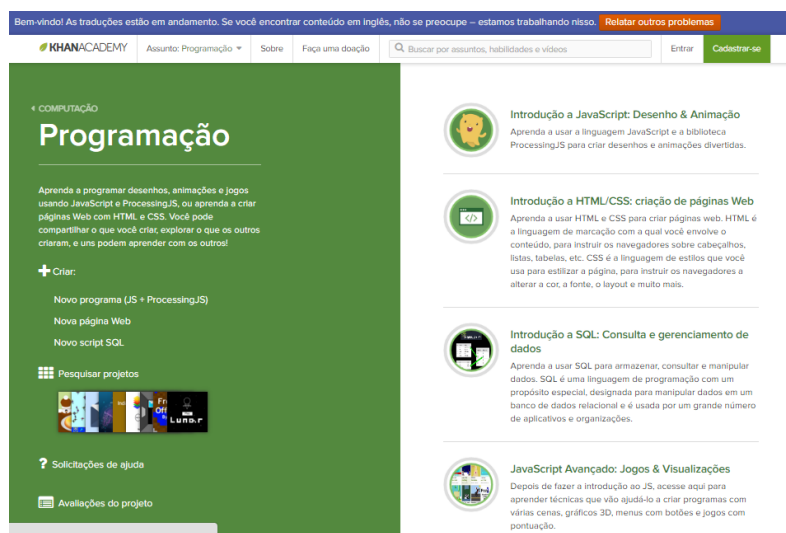 Bem-vindo! As traduções estão em andamento. Se você encontrar conteúdo em inglês, não se preocupe – estamos trabalhando nisso. Relatar outros problemas
KHANACADEMY Assunto: Programação Sobre Faça uma doação Buscar por assuntos, habilidades e vídeos Entrar Cadastrar-se
COMPUTAÇÃO
Programação
Aprenda a programar desenhos, animações e jogos
usando JavaScript e ProcessingJS, ou aprenda a criar
páginas Web com HTML e CSS. Você pode
compartilhar o que você criar, explorar o que os outros
criaram, e uns podem aprender com os outros!
Criar:
Novo programa (JS + ProcessingJS)
Nova página Web
Novo script SQL
Pesquisar projetos
Solicitações de ajuda
Avaliações do projeto
Introdução a JavaScript: Desenho & Animação
Aprenda a usar a linguagem JavaScript e a biblioteca
ProcessingJS para criar desenhos e animações divertidas.
Introdução a HTML/CSS: criação de páginas Web
Aprenda a usar HTML e CSS para criar páginas web. HTML é
a linguagem de marcação com a qual você envolve o
conteúdo, para instruir os navegadores sobre cabeçalhos,
listas, tabelas, etc. CSS é a linguagem de estilos que você
usa para estilizar a página, para instruir os navegadores a
alterar a cor, a fonte, o layout e muito mais.
Introdução a SQL: Consulta e gerenciamento de
dados
Aprenda a usar SQL para armazenar, consultar e manipular
dados. SQL é uma linguagem de programação com um
propósito especial, designada para manipular dados em um
banco de dados relacional e é usada por um grande número
de aplicativos e organizações.
JavaScript Avançado: Jogos & Visualizações
Depois de fazer a introdução ao JS, acesse aqui para
aprender técnicas que vão ajudá-lo a criar programas com
várias cenas, gráficos 3D, menus com botões e jogos com
pontuação.